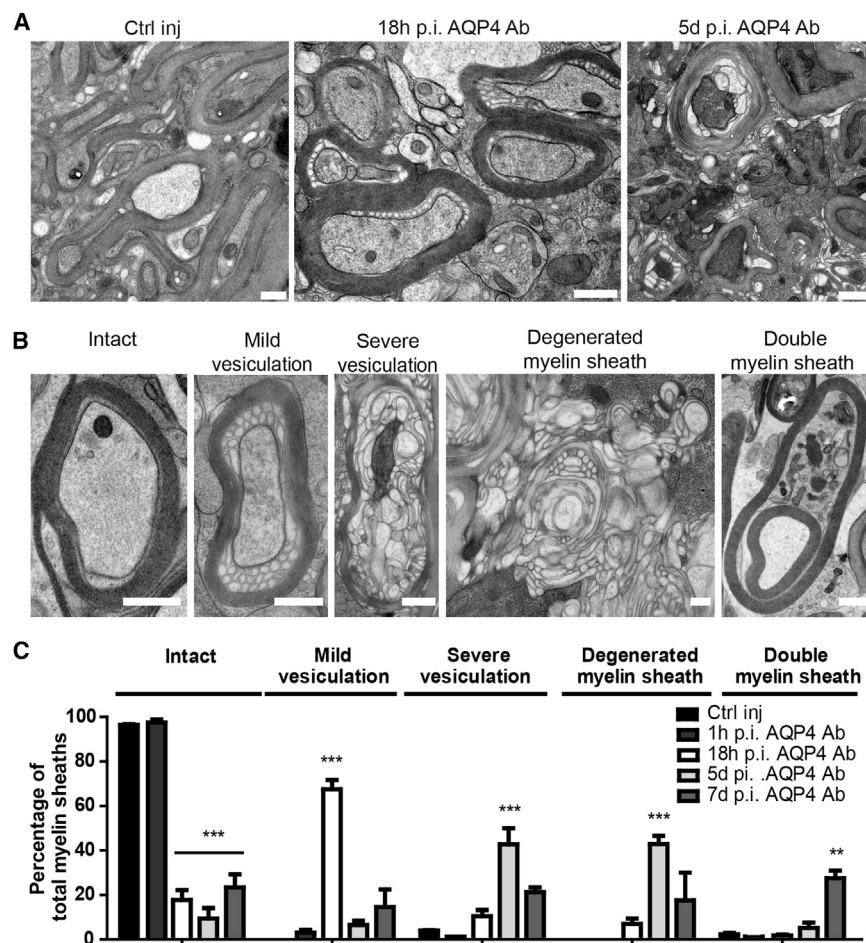 A
Ctrl inj
18h p.i. AQP4 Ab
5d p.i. AQP4 Ab
B
Intact
Mild
vesiculation
Severe
vesiculation
Degenerated
myelin sheath
Double
myelin sheath
C
Intact
Mild
vesiculation
Severe
vesiculation
Degenerated
myelin sheath
Double
myelin sheath
Percentage of
total myelin sheaths
100
80
60
40
20
0
***
***
***
***
**
Ctrl inj
1h p.i. AQP4 Ab
18h p.i. AQP4 Ab
5d pi. .AQP4 Ab
7d p.i. AQP4 Ab